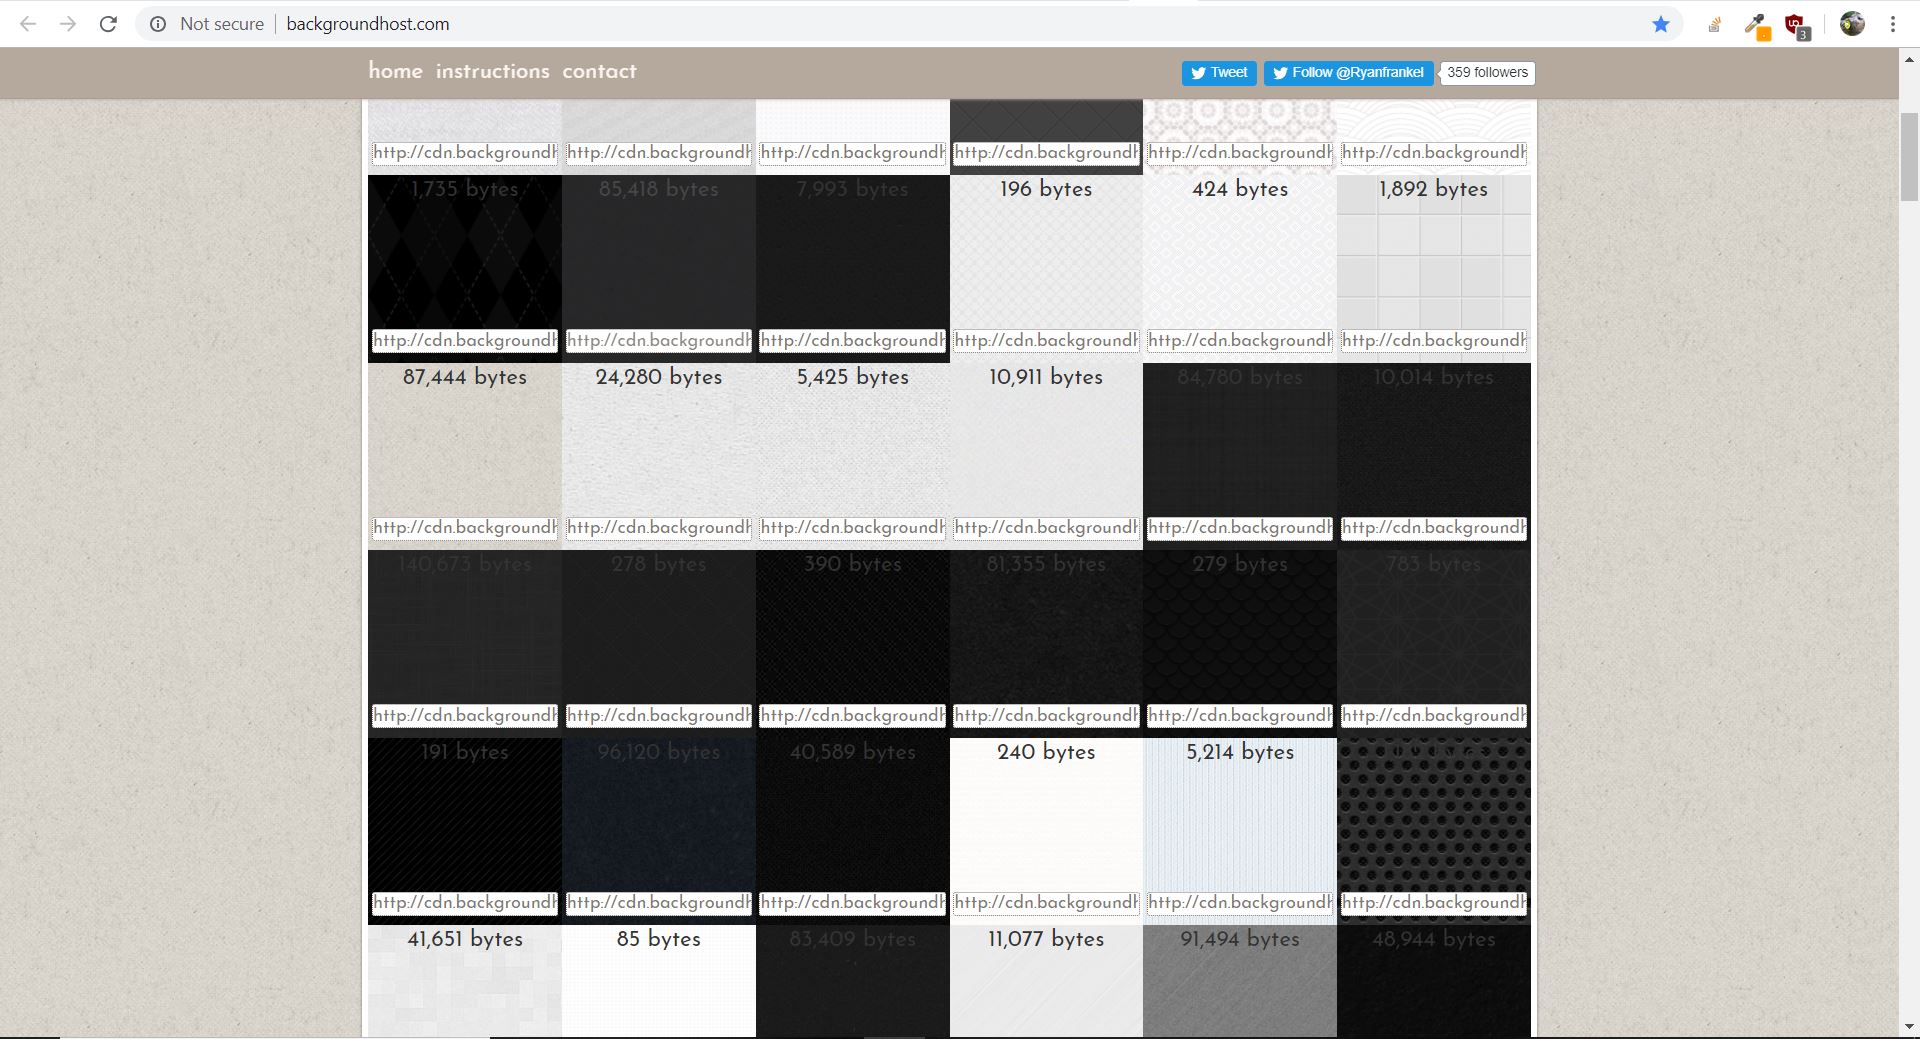 Not secure backgroundhost.com
3
home instructions contact
Tweet Follow @Ryanfrankel 359 followers
http://cdn.backgroundh http://cdn.backgroundh http://cdn.backgroundh http://cdn.backgroundh http://cdn.backgroundh http://cdn.backgroundh
1,735 bytes 85,418 bytes 7,993 bytes 196 bytes 424 bytes 1,892 bytes
http://cdn.backgroundh http://cdn.backgroundh http://cdn.backgroundh http://cdn.backgroundh http://cdn.backgroundh http://cdn.backgroundh
87,444 bytes 24,280 bytes 5,425 bytes 10,911 bytes 84,780 bytes 10,014 bytes
http://cdn.backgroundh http://cdn.backgroundh http://cdn.backgroundh http://cdn.backgroundh http://cdn.backgroundh http://cdn.backgroundh
140,673 bytes 278 bytes 390 bytes 81,355 bytes 279 bytes 783 bytes
http://cdn.backgroundh http://cdn.backgroundh http://cdn.backgroundh http://cdn.backgroundh http://cdn.backgroundh http://cdn.backgroundh
191 bytes 96,120 bytes 40,589 bytes 240 bytes 5,214 bytes
http://cdn.backgroundh http://cdn.backgroundh http://cdn.backgroundh http://cdn.backgroundh http://cdn.backgroundh http://cdn.backgroundh
41,651 bytes 85 bytes 83,409 bytes 11,077 bytes 91,494 bytes 48,944 bytes